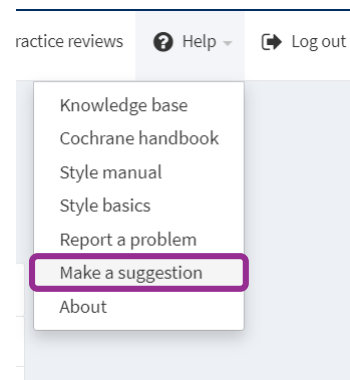 ractice reviews Help Log out
Knowledge base
Cochrane handbook
Style manual
Style basics
Report a problem
Make a suggestion
About